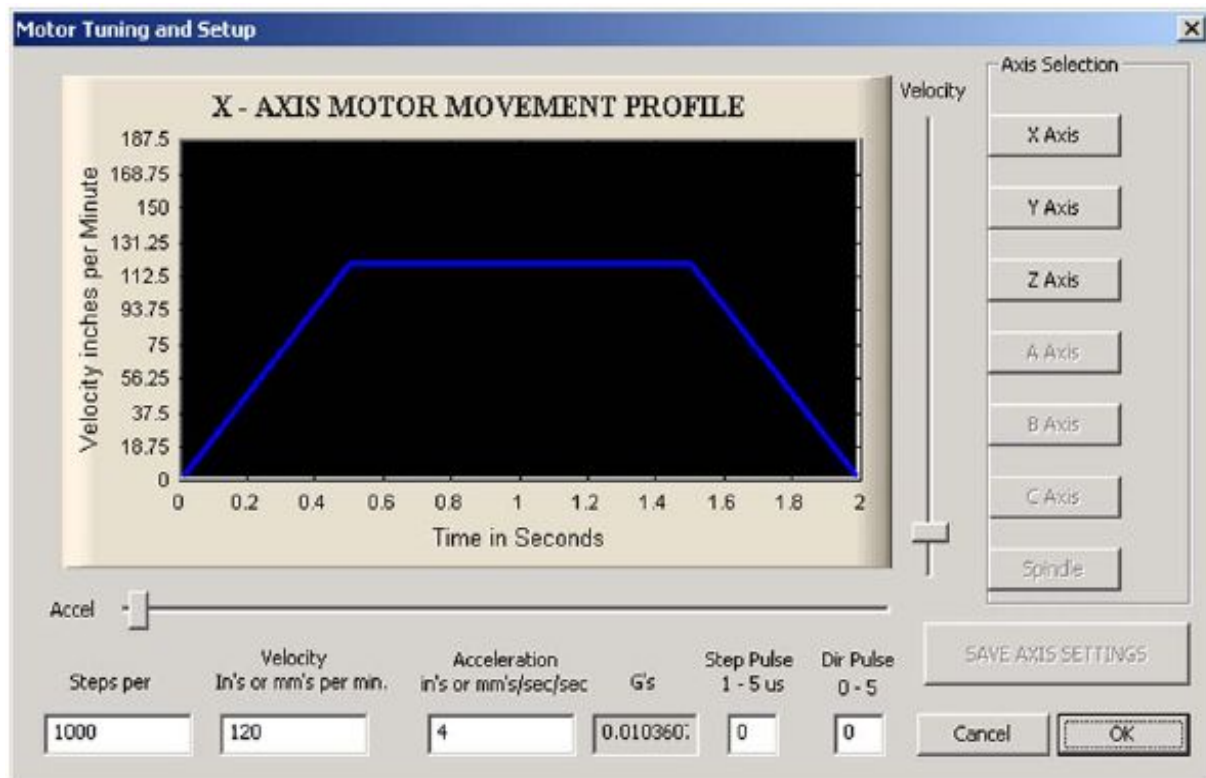 Motor Tuning and Setup
Axis Selection
Velocity
X - AXIS MOTOR MOVEMENT PROFILE
Velocity inches per Minute
187.5
168.75
150
131.25
112.5
93.75
75
56.25
37.5
18.75
0
0 0.2 0.4 0.6 0.8 1 1.2 1.4 1.6 1.8 2
Time in Seconds
X Axis
Y Axis
Z Axis
A Axis
B Axis
C Axis
Spindle
Accel
SAVE AXIS SETTINGS
Steps per
Velocity
In's or mm's per min.
Acceleration
in's or mm's/sec/sec
G's
Step Pulse
1 - 5 us
Dir Pulse
0 - 5
1000
120
4
0.0103607
0
0
Cancel
OK